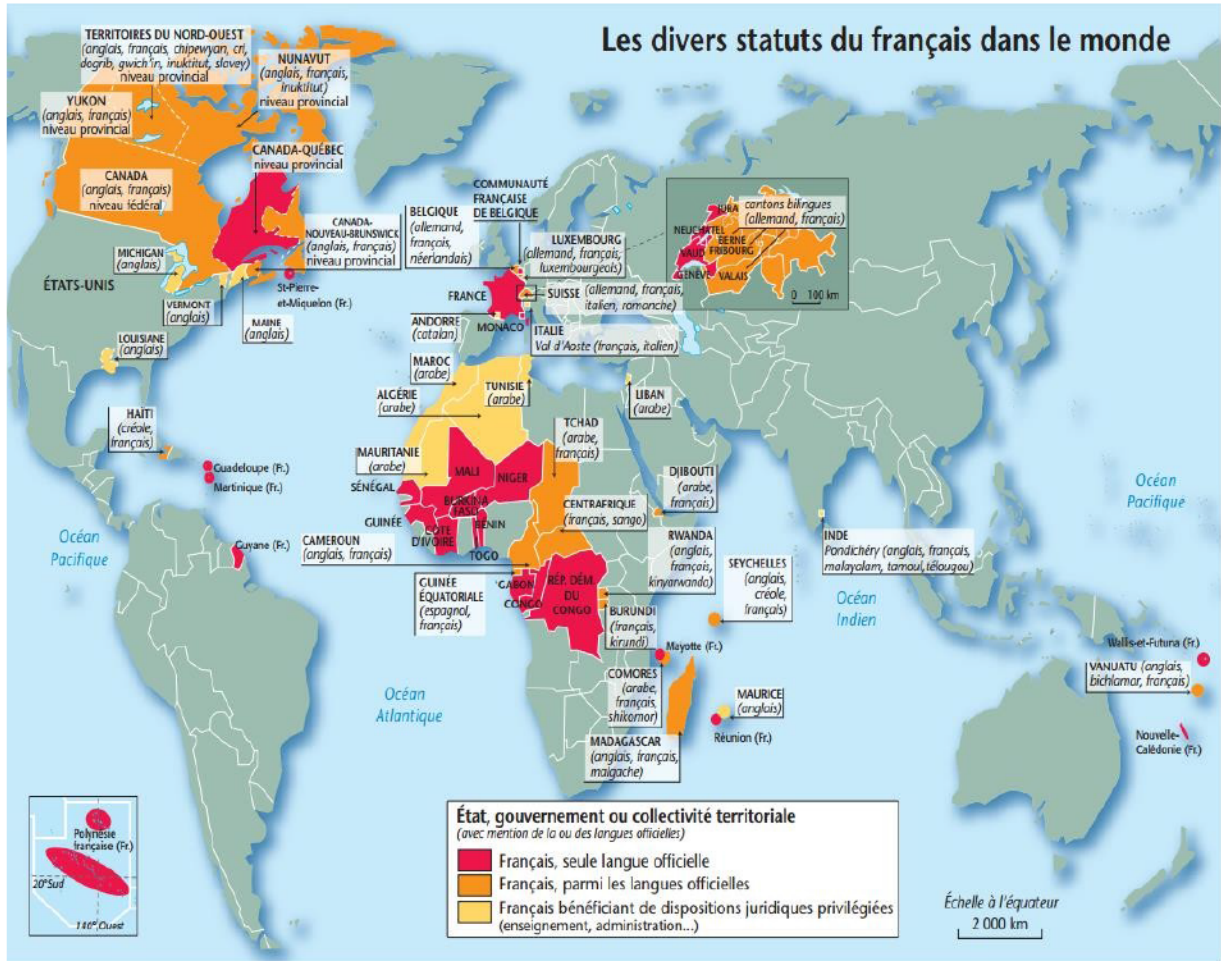 Les divers statuts du français dans le monde
TERRITOIRES DU NORD-OUEST
(anglais, français, chipewyan, cri,
dogrib, gwich'in, inuktitut, slavey)
niveau provincial
NUNAVUT
(anglais, français,
inuktitut)
niveau provincial
YUKON
(anglais, français)
niveau provincial
CANADA-QUÉBEC
niveau provincial
CANADA
(anglais, français)
niveau fédéral
CANADA-
NOUVEAU-BRUNSWICK
(anglais, français)
niveau provincial
MICHIGAN
(anglais)
ÉTATS-UNIS
VERMONT
(anglais)
MAINE
(anglais)
St-Pierre-
et-Miquelon (Fr.)
LOUISIANE
(anglais)
HAÏTI
(créole,
français)
Guadeloupe (Fr.)
Martinique (Fr.)
Guyane (Fr.)
Océan
Pacifique
Océan
Atlantique
COMMUNAUTÉ
FRANÇAISE
DE BELGIQUE
BELGIQUE
(allemand,
français,
néerlandais)
LUXEMBOURG
(allemand, français,
luxembourgeois)
FRANCE
SUISSE (allemand, français,
italien, romanche)
ANDORRE
(catalan)
MONACO
ITALIE
Val d'Aoste (français, italien)
JURA
cantons bilingues
(allemand, français)
NEUCHÂTEL
BERNE
FRIBOURG
VAUD
GENÈVE
VALAIS
0 100 km
MAROC
(arabe)
ALGÉRIE
(arabe)
TUNISIE
(arabe)
LIBAN
(arabe)
MAURITANIE
(arabe)
TCHAD
(arabe,
français)
MALI
NIGER
SÉNÉGAL
BURKINA
FASO
GUINÉE
CÔTE
D'IVOIRE
BÉNIN
TOGO
DJIBOUTI
(arabe,
français)
CENTRAFRIQUE
(français, sango)
CAMEROUN
(anglais, français)
RWANDA
(anglais,
français,
kinyarwanda)
GUINÉE
ÉQUATORIALE
(espagnol,
français)
GABON
CONGO
RÉP. DÉM.
DU
CONGO
BURUNDI
(français,
kirundi)
SEYCHELLES
(anglais,
créole,
français)
Mayotte (Fr.)
COMORES
(arabe,
français,
shikomor)
MAURICE
(anglais)
Réunion (Fr.)
MADAGASCAR
(anglais, français,
malgache)
INDE
Pondichéry (anglais, français,
malayalam, tamoul, télougou)
Océan
Indien
Océan
Pacifique
Wallis-et-Futuna (Fr.)
VANUATU (anglais,
bichlamar, français)
Nouvelle-
Calédonie (Fr.)
Polynésie
française (Fr.)
20°Sud
140° Ouest
État, gouvernement ou collectivité territoriale
(avec mention de la ou des langues officielles)
Français, seule langue officielle
Français, parmi les langues officielles
Français bénéficiant de dispositions juridiques privilégiées
(enseignement, administration...)
Échelle à l'équateur
2 000 km